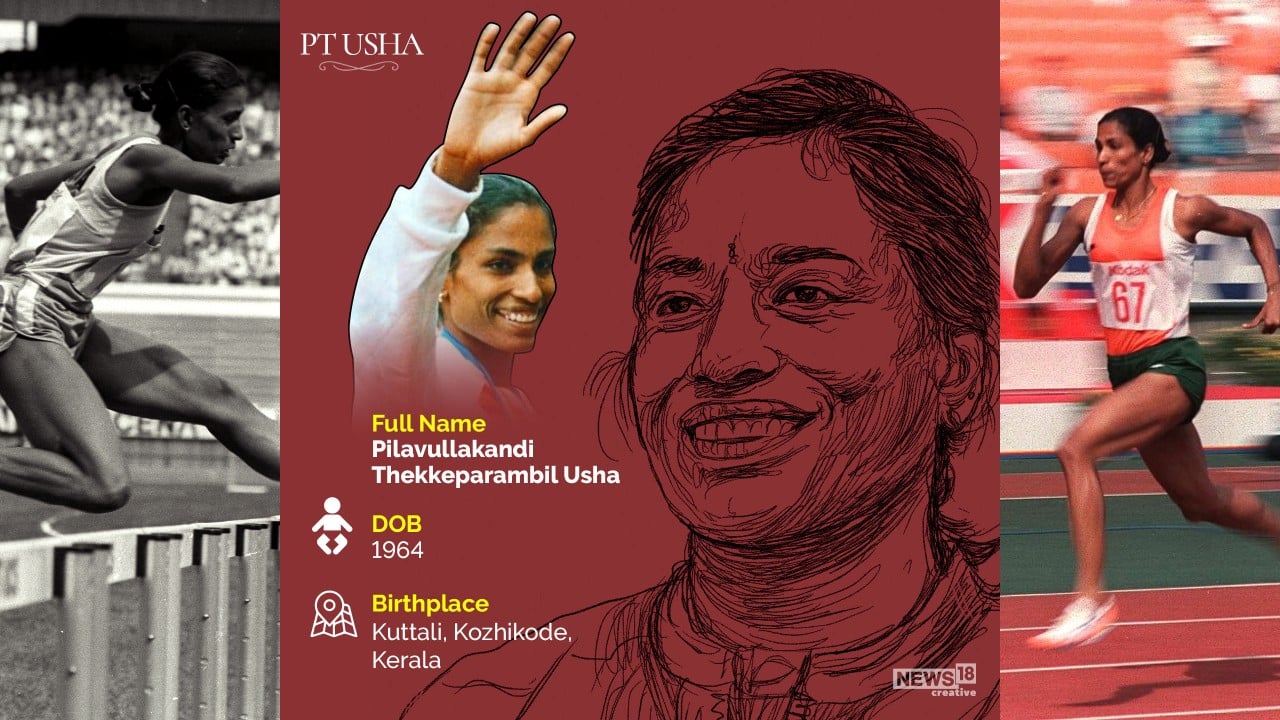 PT USHA
Full Name
Pilavullakandi
Thekkeparambil Usha
DOB
1964
Birthplace
Kuttali, Kozhikode,
Kerala
NEWS18
creative
Kodak
67